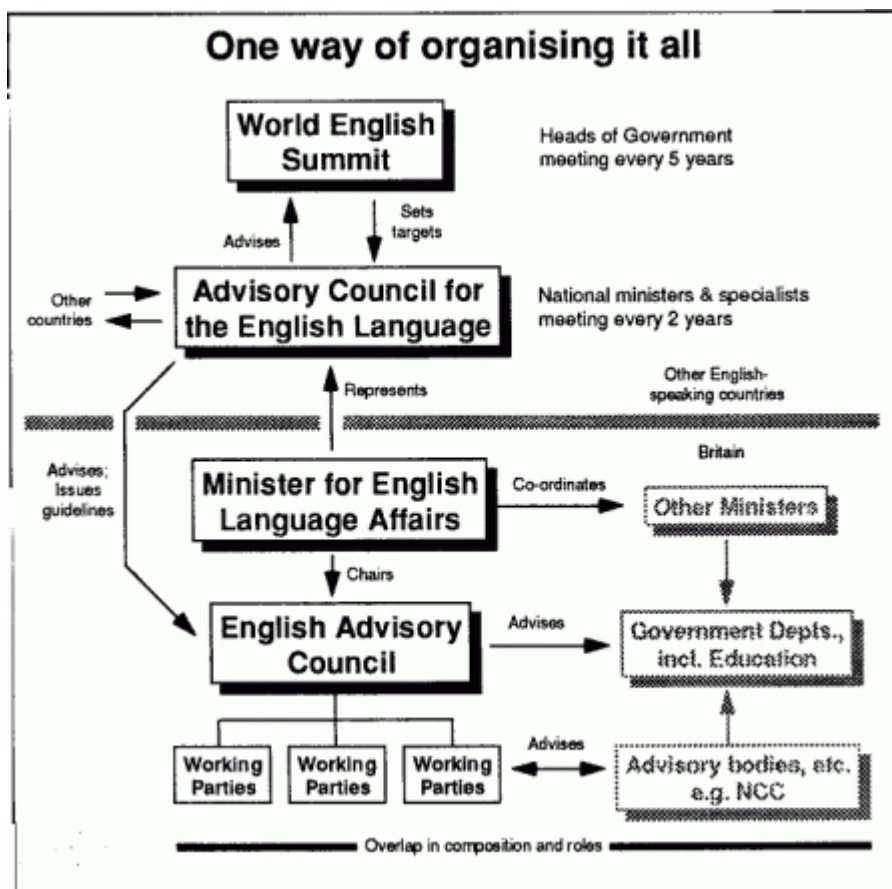 One way of organising it all
World English
Summit
Heads of Government
meeting every 5 years
Advises
Sets
targets
Other
countries
Advisory Council for
the English Language
National ministers & specialists
meeting every 2 years
Represents
Other English-
speaking countries
Britain
Advises;
Issues
guidelines
Minister for English
Language Affairs
Co-ordinates
Other Ministers
Chairs
English Advisory
Council
Advises
Government Depts.,
incl. Education
Working
Parties
Working
Parties
Working
Parties
Advises
Advisory bodies, etc.
e.g. NCC
Overlap in composition and roles